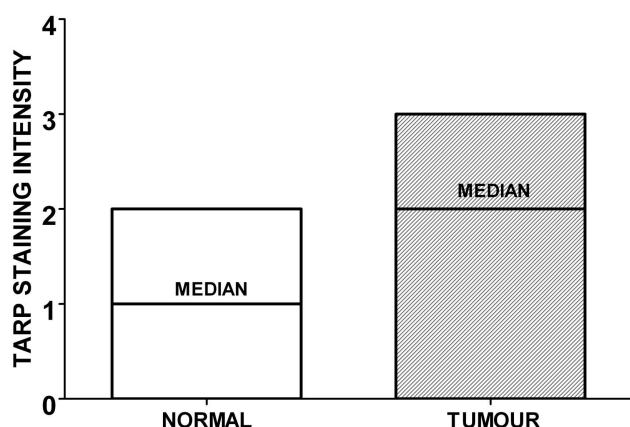 TARP STAINING INTENSITY
4
3
2
1
0
MEDIAN
MEDIAN
NORMAL
TUMOUR